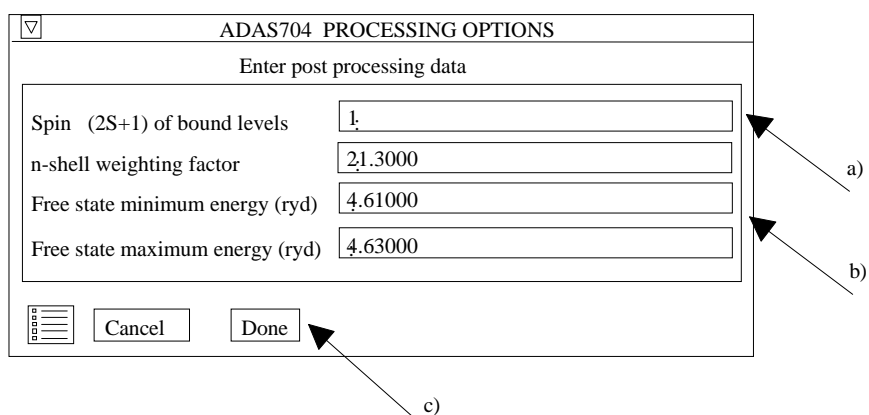 ADAS704 PROCESSING OPTIONS
Enter post processing data
Spin (2S+1) of bound levels 1.
n-shell weighting factor 21.3000
Free state minimum energy (ryd) 4.61000
Free state maximum energy (ryd) 4.63000
Cancel Done
a)
b)
c)